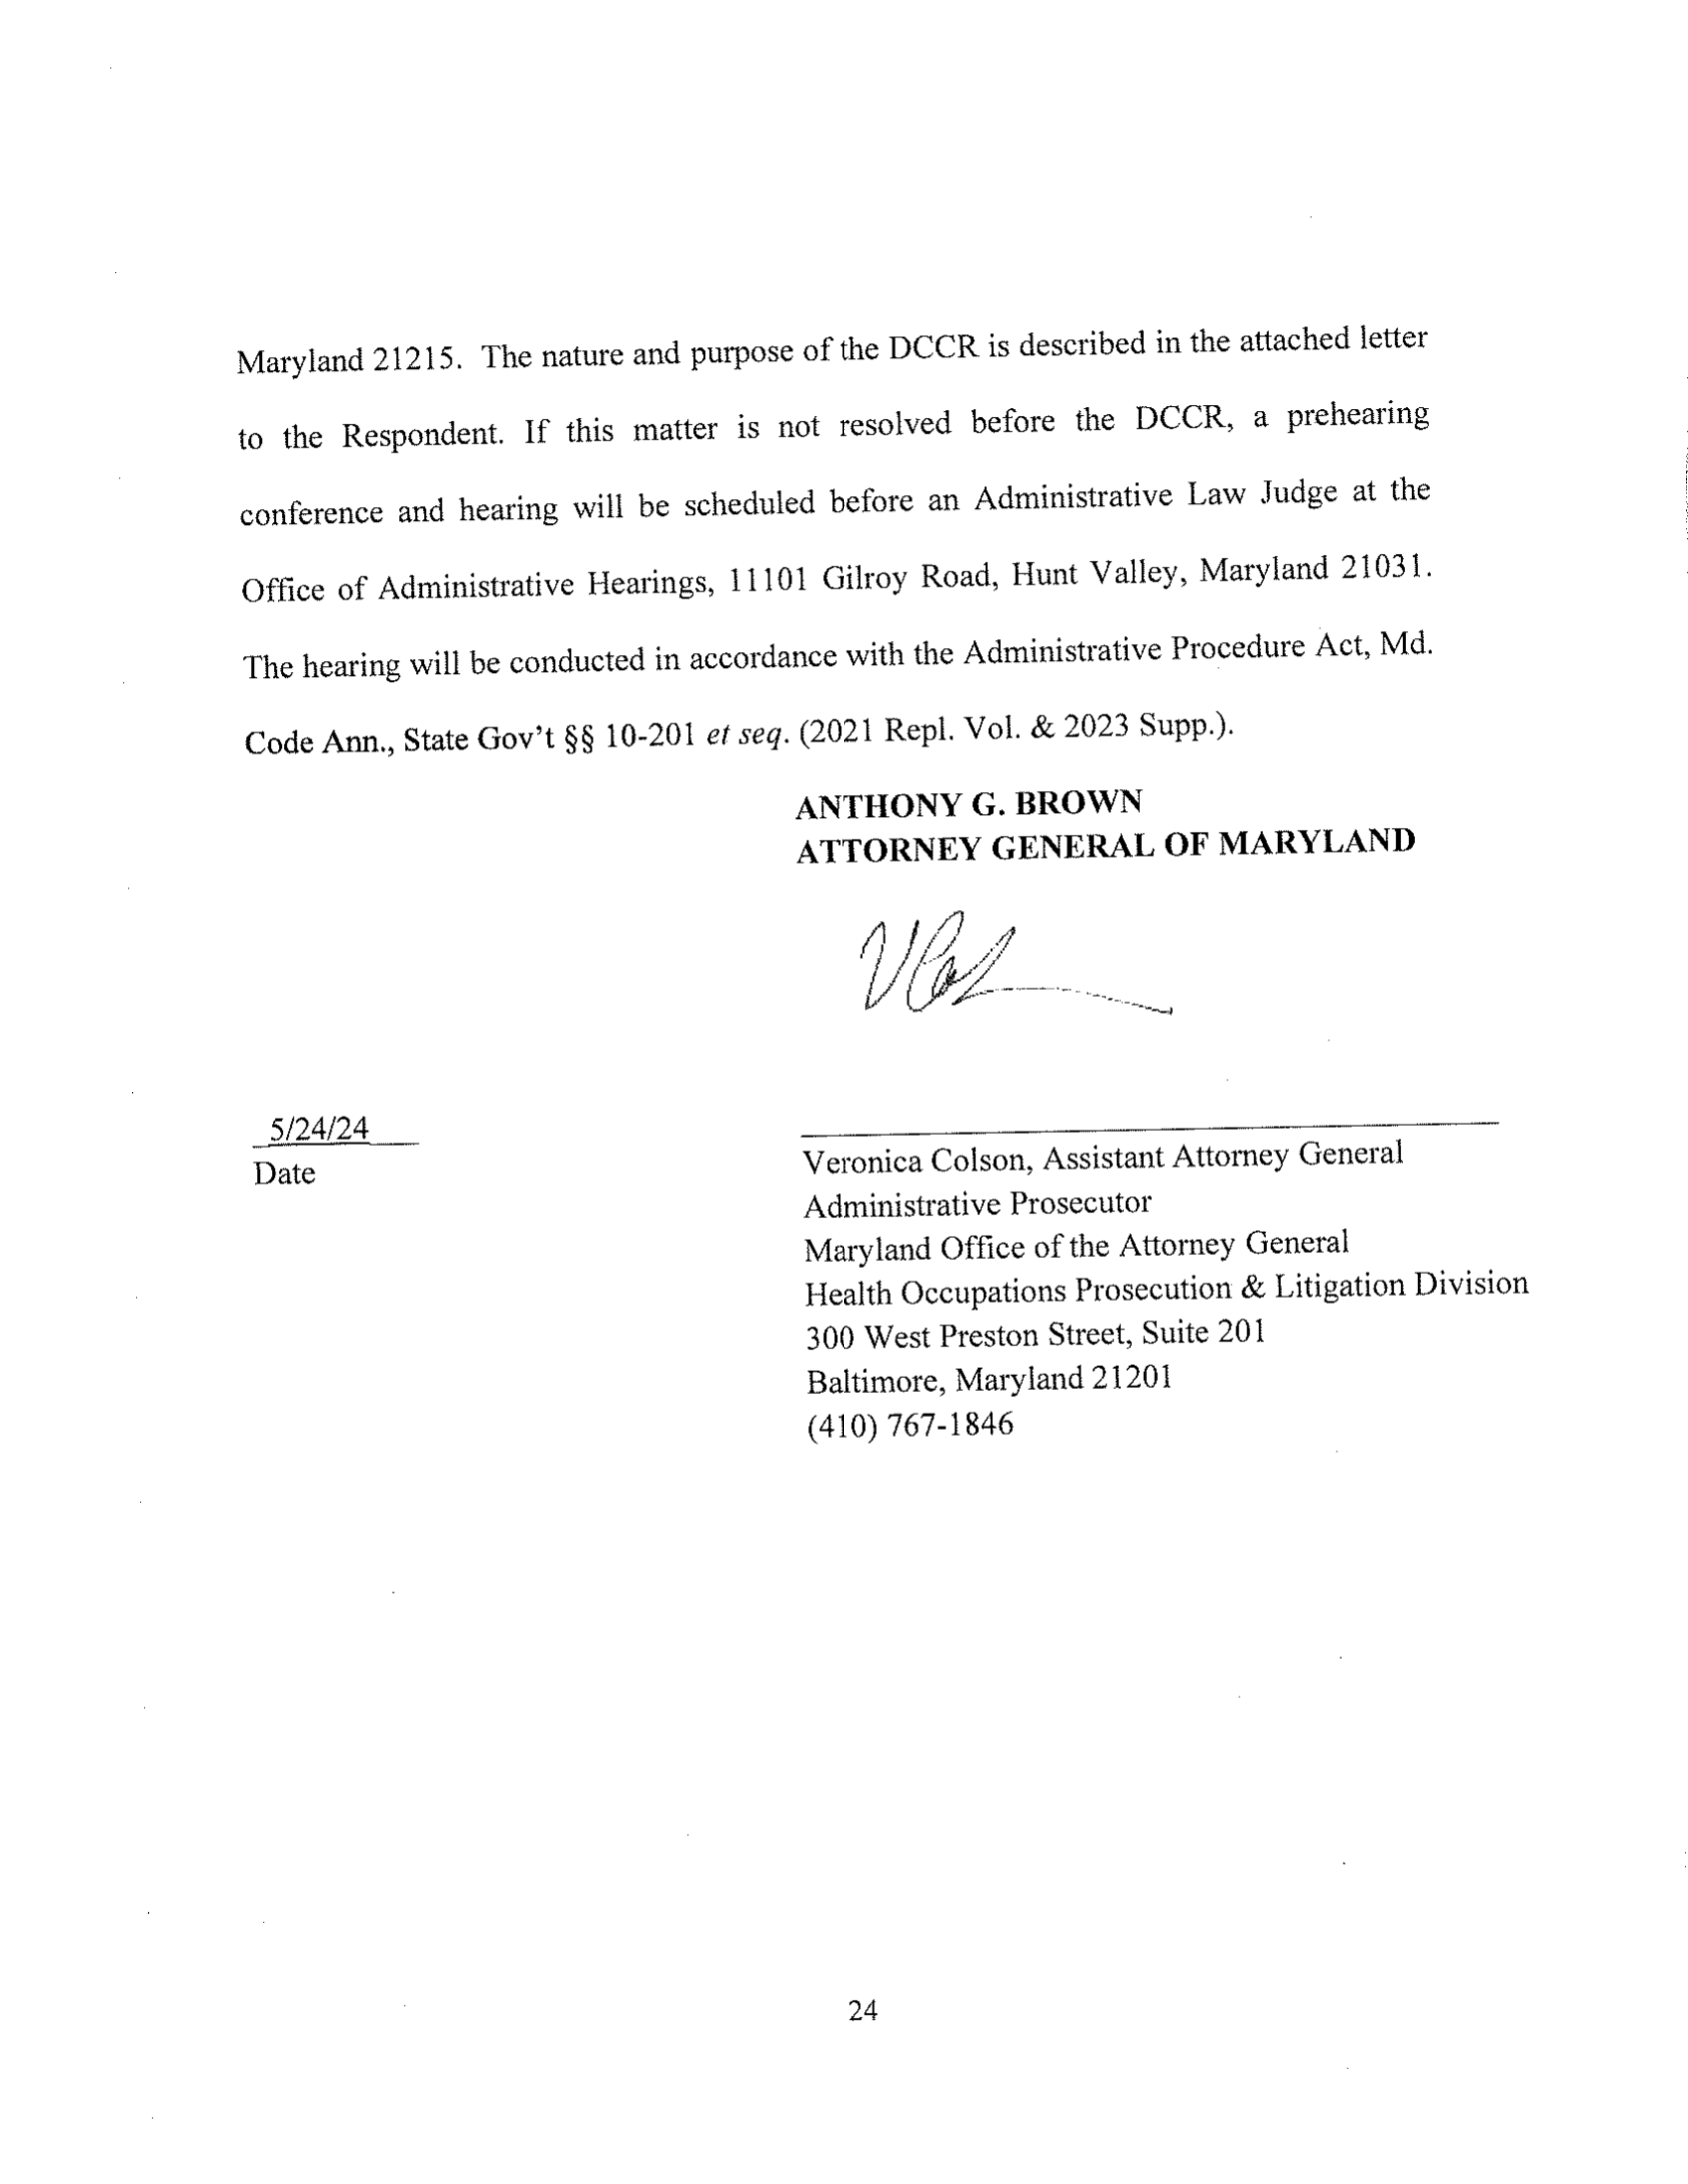 Maryland 21215. The nature and purpose of the DCCR is described in the attached letter
to the Respondent. If this matter is not resolved before the DCCR, a prehearing
conference and hearing will be scheduled before an Administrative Law Judge at the
Office of Administrative Hearings, 11101 Gilroy Road, Hunt Valley, Maryland 21031.
The hearing will be conducted in accordance with the Administrative Procedure Act, Md.
Code Ann., State Gov't §§ 10-201 et seq. (2021 Repl. Vol. & 2023 Supp.).
ANTHONY G. BROWN
ATTORNEY GENERAL OF MARYLAND
5/24/24
Date
Veronica Colson, Assistant Attorney General
Administrative Prosecutor
Maryland Office of the Attorney General
Health Occupations Prosecution & Litigation Division
300 West Preston Street, Suite 201
Baltimore, Maryland 21201
(410) 767-1846
24